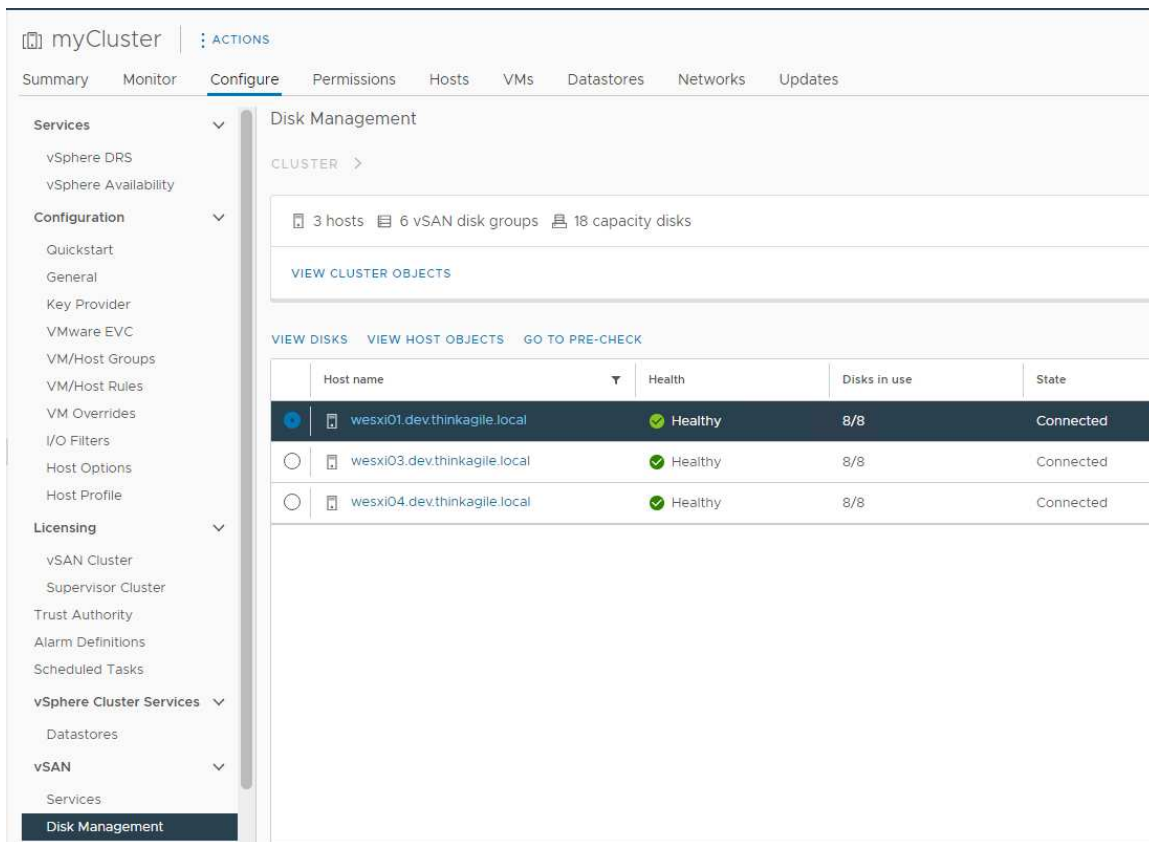 myCluster ACTIONS
Summary Monitor Configure Permissions Hosts VMs Datastores Networks Updates
Services
vSphere DRS
vSphere Availability
Configuration
Quickstart
General
Key Provider
VMware EVC
VM/Host Groups
VM/Host Rules
VM Overrides
I/O Filters
Host Options
Host Profile
Licensing
vSAN Cluster
Supervisor Cluster
Trust Authority
Alarm Definitions
Scheduled Tasks
vSphere Cluster Services
Datastores
vSAN
Services
Disk Management
Disk Management
CLUSTER >
3 hosts 6 vSAN disk groups 18 capacity disks
VIEW CLUSTER OBJECTS
VIEW DISKS VIEW HOST OBJECTS GO TO PRE-CHECK
Host name Health Disks in use State
wesxi01.dev.thinkagile.local Healthy 8/8 Connected
wesxi03.dev.thinkagile.local Healthy 8/8 Connected
wesxi04.dev.thinkagile.local Healthy 8/8 Connected